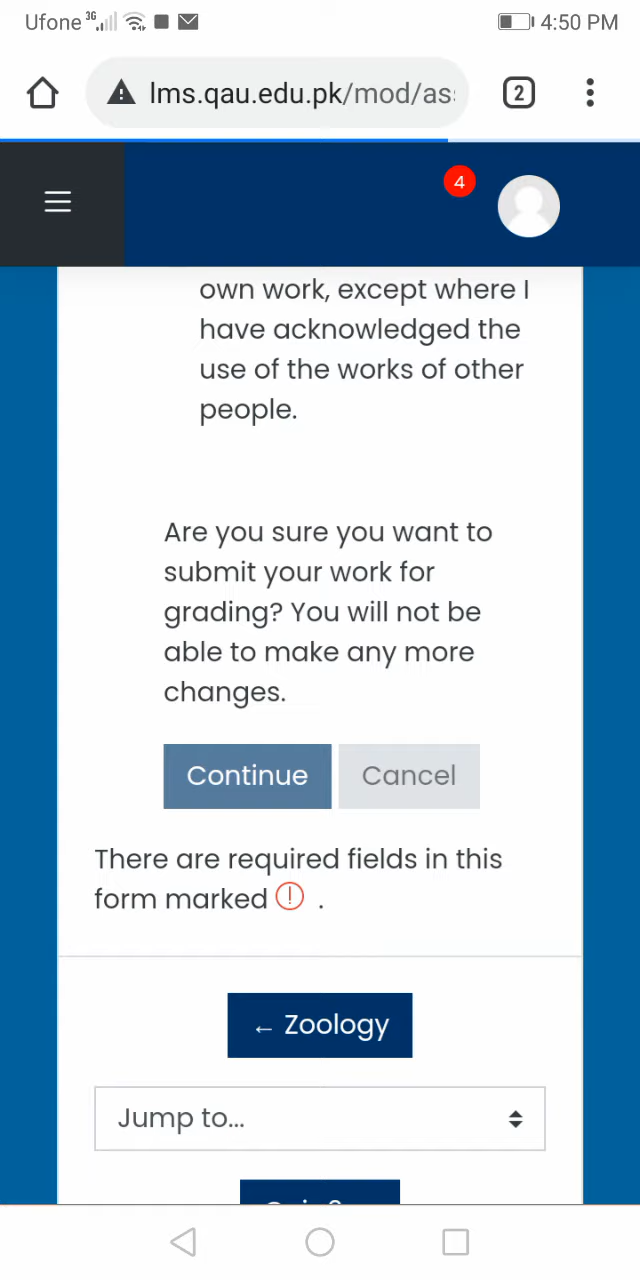 Ufone 3G 4:50 PM
lms.qau.edu.pk/mod/as 2
4
own work, except where I
have acknowledged the
use of the works of other
people.
Are you sure you want to
submit your work for
grading? You will not be
able to make any more
changes.
Continue Cancel
There are required fields in this
form marked ! .
← Zoology
Jump to...